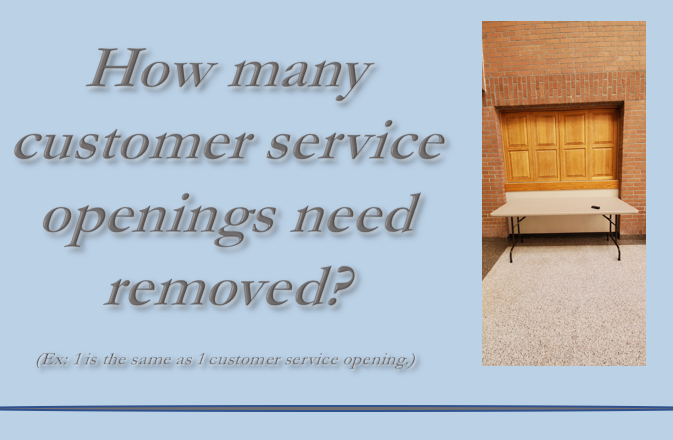 How many
customer service
openings need
removed?
(Ex: 1 is the same as 1 customer service opening.)